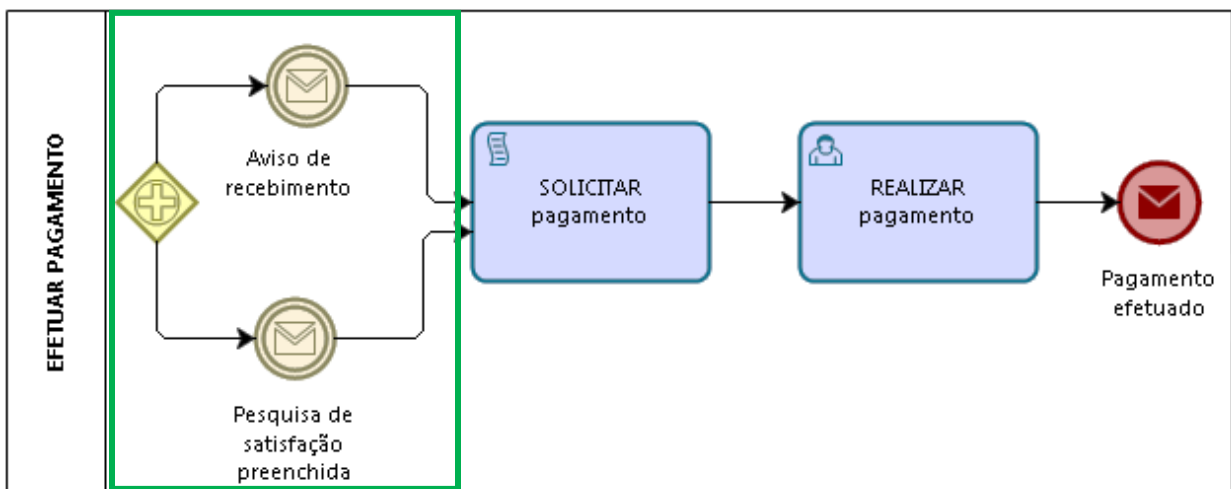 EFETUAR PAGAMENTO
Aviso de
recebimento
Pesquisa de
satisfação
preenchida
SOLICITAR
pagamento
REALIZAR
pagamento
Pagamento
efetuado